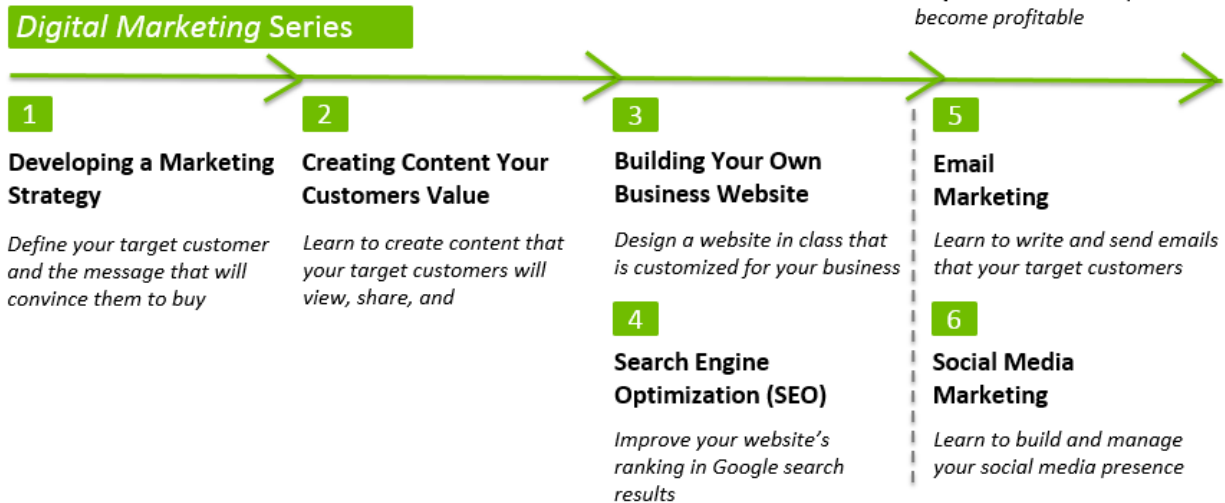 become profitable
Digital Marketing Series
1
Developing a Marketing
Strategy
Define your target customer
and the message that will
convince them to buy
2
Creating Content Your
Customers Value
Learn to create content that
your target customers will
view, share, and
3
Building Your Own
Business Website
Design a website in class that
is customized for your business
4
Search Engine
Optimization (SEO)
Improve your website’s
ranking in Google search
results
5
Email
Marketing
Learn to write and send emails
that your target customers
6
Social Media
Marketing
Learn to build and manage
your social media presence